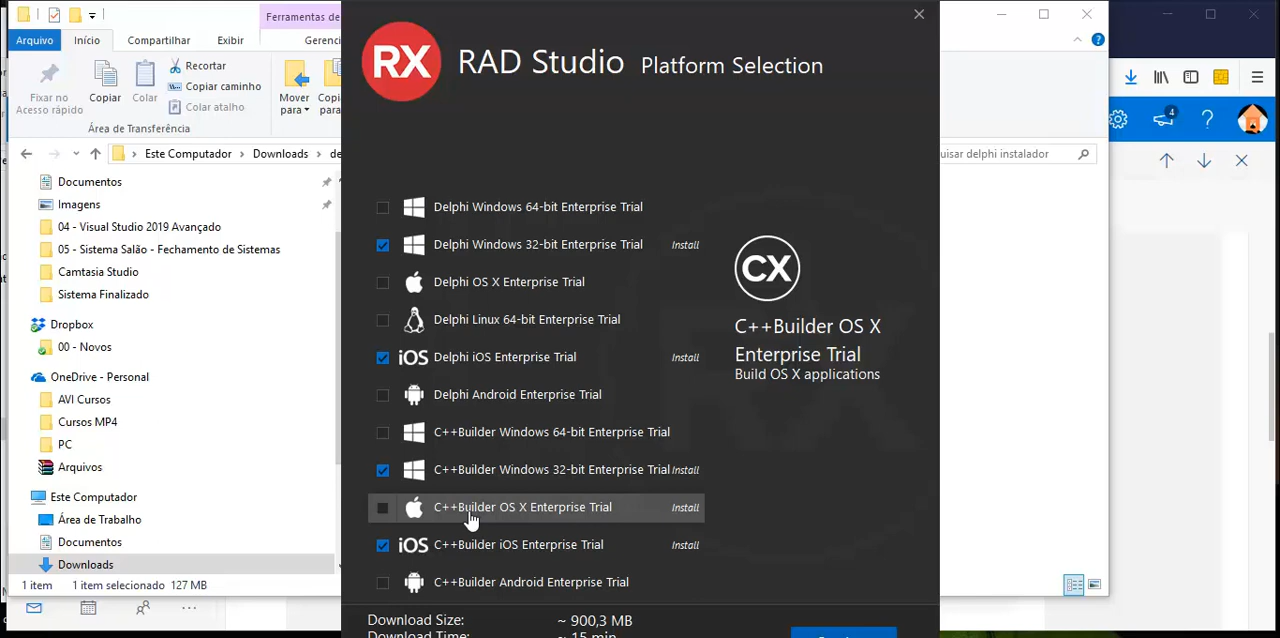 Ferramentas de
Arquivo
Início
Compartilhar
Exibir
Gerenci
Fixar no
Acesso rápido
Copiar
Colar
Recortar
Copiar caminho
Colar atalho
Mover
para
Copi
para
Área de Transferência
Este Computador > Downloads > de
uisar delphi instalador
Documentos
Imagens
04 - Visual Studio 2019 Avançado
05 - Sistema Salão - Fechamento de Sistemas
Camtasia Studio
Sistema Finalizado
Dropbox
00 - Novos
OneDrive - Personal
AVI Cursos
Cursos MP4
PC
Arquivos
Este Computador
Área de Trabalho
Documentos
Downloads
1 item
1 item selecionado 127 MB
RX
RAD Studio Platform Selection
Delphi Windows 64-bit Enterprise Trial
Delphi Windows 32-bit Enterprise Trial Install
Delphi OS X Enterprise Trial
Delphi Linux 64-bit Enterprise Trial
iOS Delphi iOS Enterprise Trial Install
Delphi Android Enterprise Trial
C++Builder Windows 64-bit Enterprise Trial
C++Builder Windows 32-bit Enterprise Trial Install
C++Builder OS X Enterprise Trial Install
iOS C++Builder iOS Enterprise Trial Install
C++Builder Android Enterprise Trial
CX
C++Builder OS X
Enterprise Trial
Build OS X applications
Download Size: ~ 900,3 MB
Download Time: ~ 15 min
4